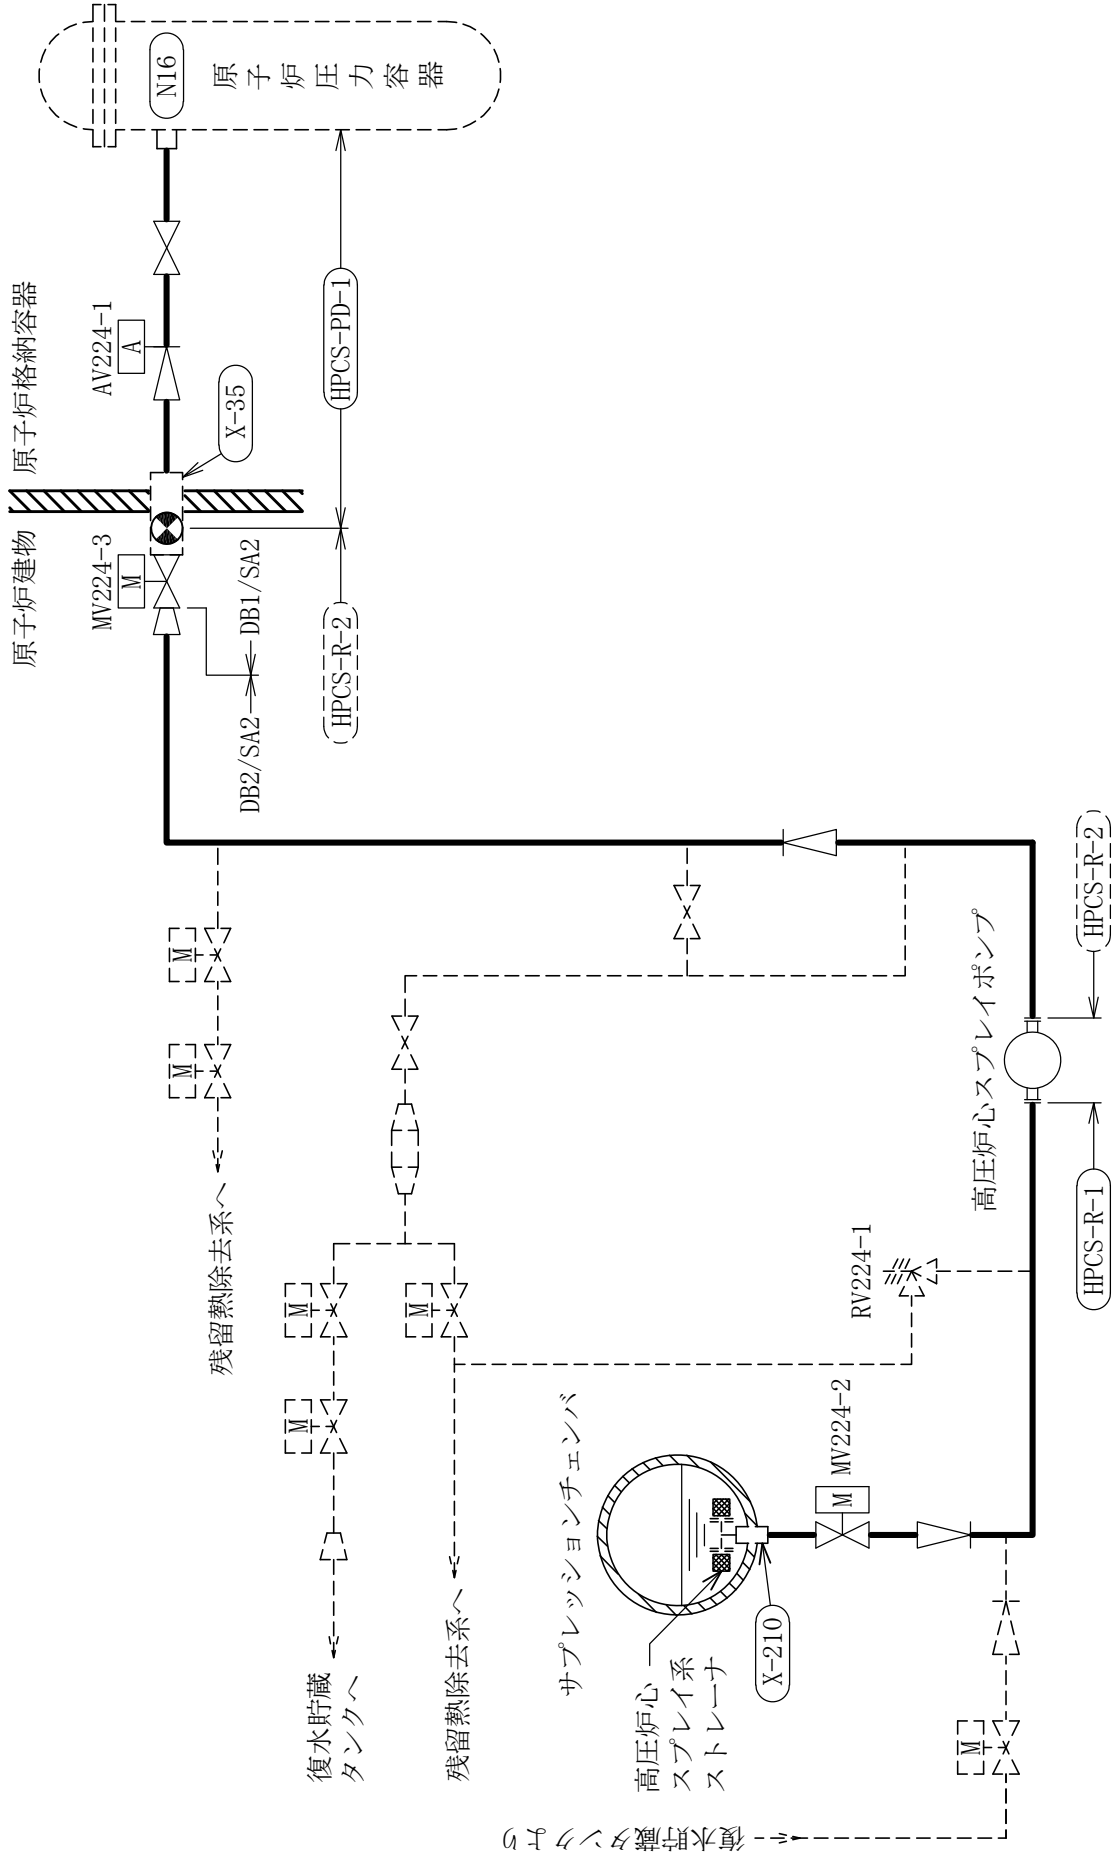 原子炉圧力容器
N16
原子炉格納容器
AV224-1
A
X-35
HPCS-PD-1
原子炉建物
MV224-3
M
DB2/SA2
DB1/SA2
HPCS-R-2
M
M
残留熱除去系へ
M
M
復水貯蔵
タンクへ
M
残留熱除去系へ
高圧炉心スプレイポンプ
HPCS-R-2
HPCS-R-1
RV224-1
サプレッションチェンバ
MV224-2
M
X-210
高圧炉心
スプレイ系
ストレーナ
M
復水貯蔵タンクより